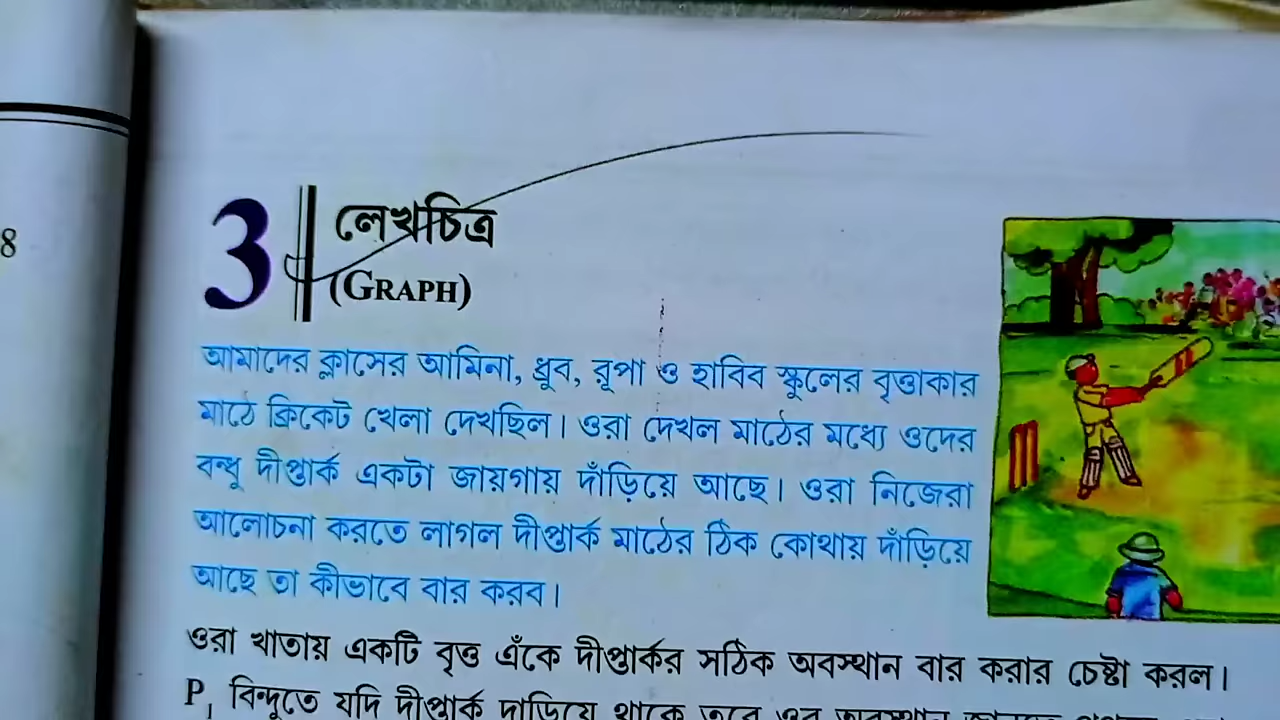 8
3
লেখচিত্র
(GRAPH)
আমাদের ক্লাসের আমিনা, ধ্রুব, রূপা ও হাবিব স্কুলের বৃত্তাকার
মাঠে ক্রিকেট খেলা দেখছিল। ওরা দেখল মাঠের মধ্যে ওদের
বন্ধু দীপ্তার্ক একটা জায়গায় দাঁড়িয়ে আছে। ওরা নিজেরা
আলোচনা করতে লাগল দীপ্তার্ক মাঠের ঠিক কোথায় দাঁড়িয়ে
আছে তা কীভাবে বার করব।
ওরা খাতায় একটি বৃত্ত এঁকে দীপ্তার্কর সঠিক অবস্থান বার করার চেষ্টা করল।
P₁ বিন্দুতে যদি দীপ্তার্ক দাড়িয়ে থাকে তবে ওর অবস্থান